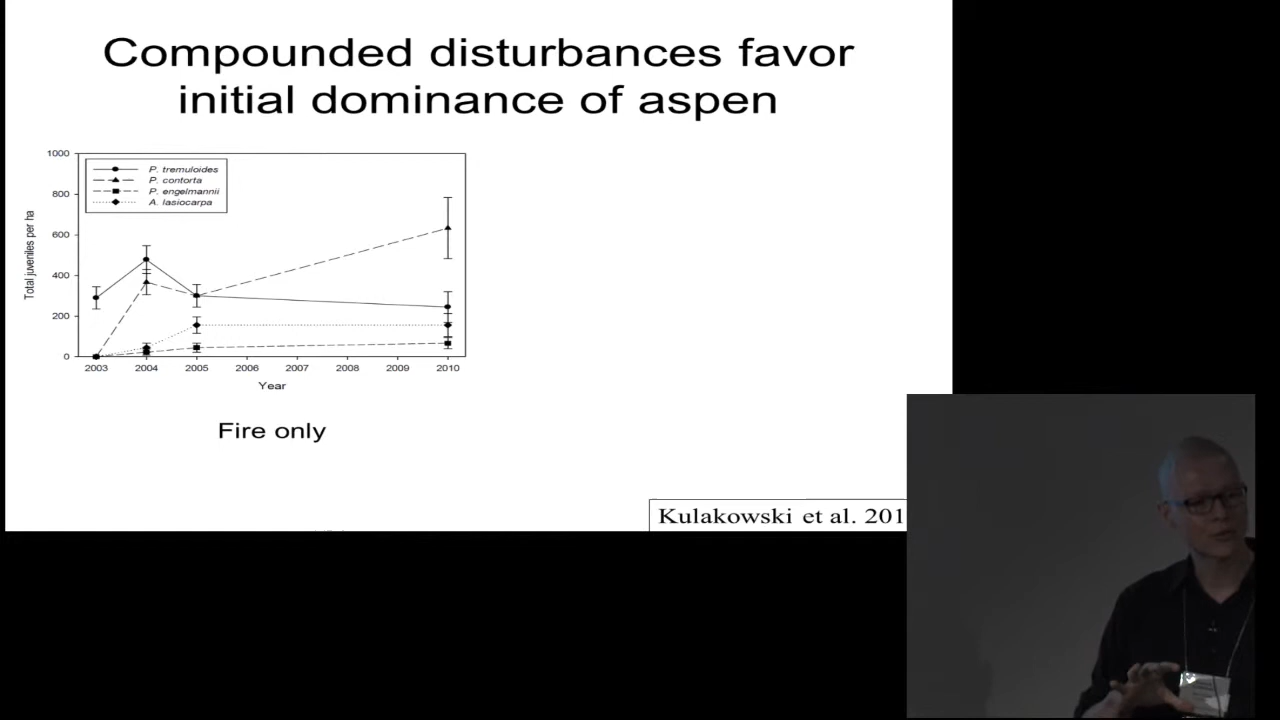 Compounded disturbances favor
initial dominance of aspen
1000
800
600
400
200
0
Total juveniles per ha
P. tremuloides
P. contorta
P. engelmannii
A. lasiocarpa
2003 2004 2005 2006 2007 2008 2009 2010
Year
Fire only
Kulakowski et al. 201